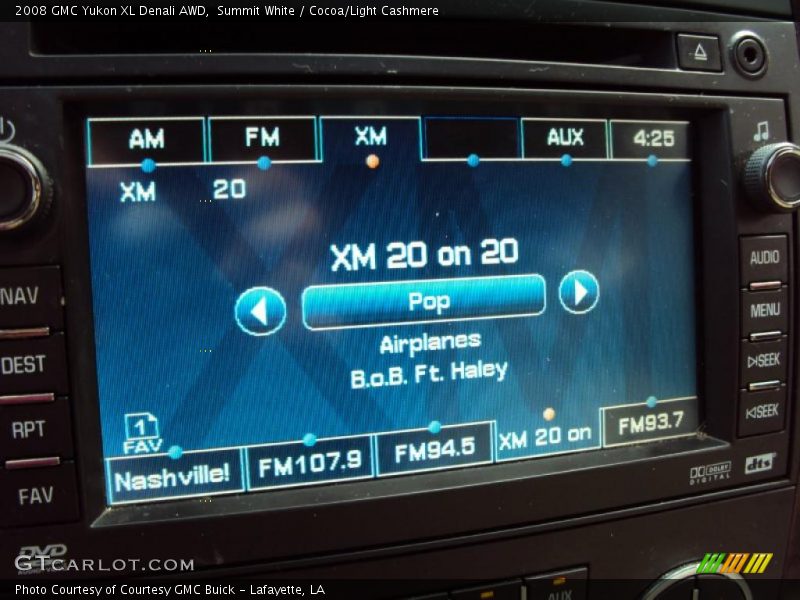 2008 GMC Yukon XL Denali AWD, Summit White / Cocoa/Light Cashmere
AM FM XM AUX 4:25
XM 20
XM 20 on 20
Pop
Airplanes
B.o.B. Ft. Haley
1
FAV
Nashville! FM107.9 FM94.5 XM 20 on FM93.7
NAV
DEST
RPT
FAV
AUDIO
MENU
SEEK
SEEK
DOLBY
DIGITAL
dts
DVD
AUX
GTCARLOT.COM
Photo Courtesy of Courtesy GMC Buick - Lafayette, LA